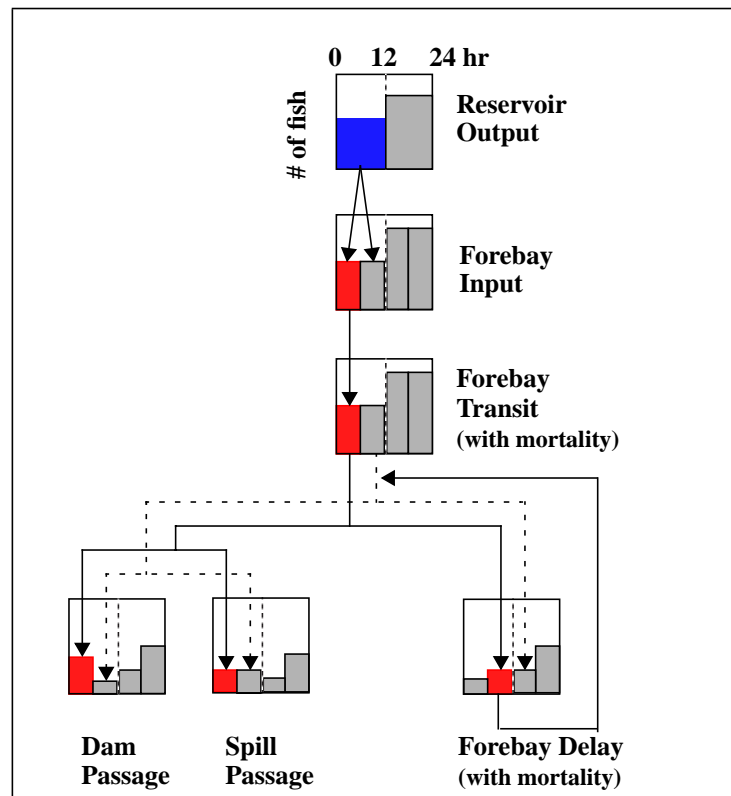 0 12 24 hr
# of fish
Reservoir
Output
Forebay
Input
Forebay
Transit
(with mortality)
Dam
Passage
Spill
Passage
Forebay Delay
(with mortality)